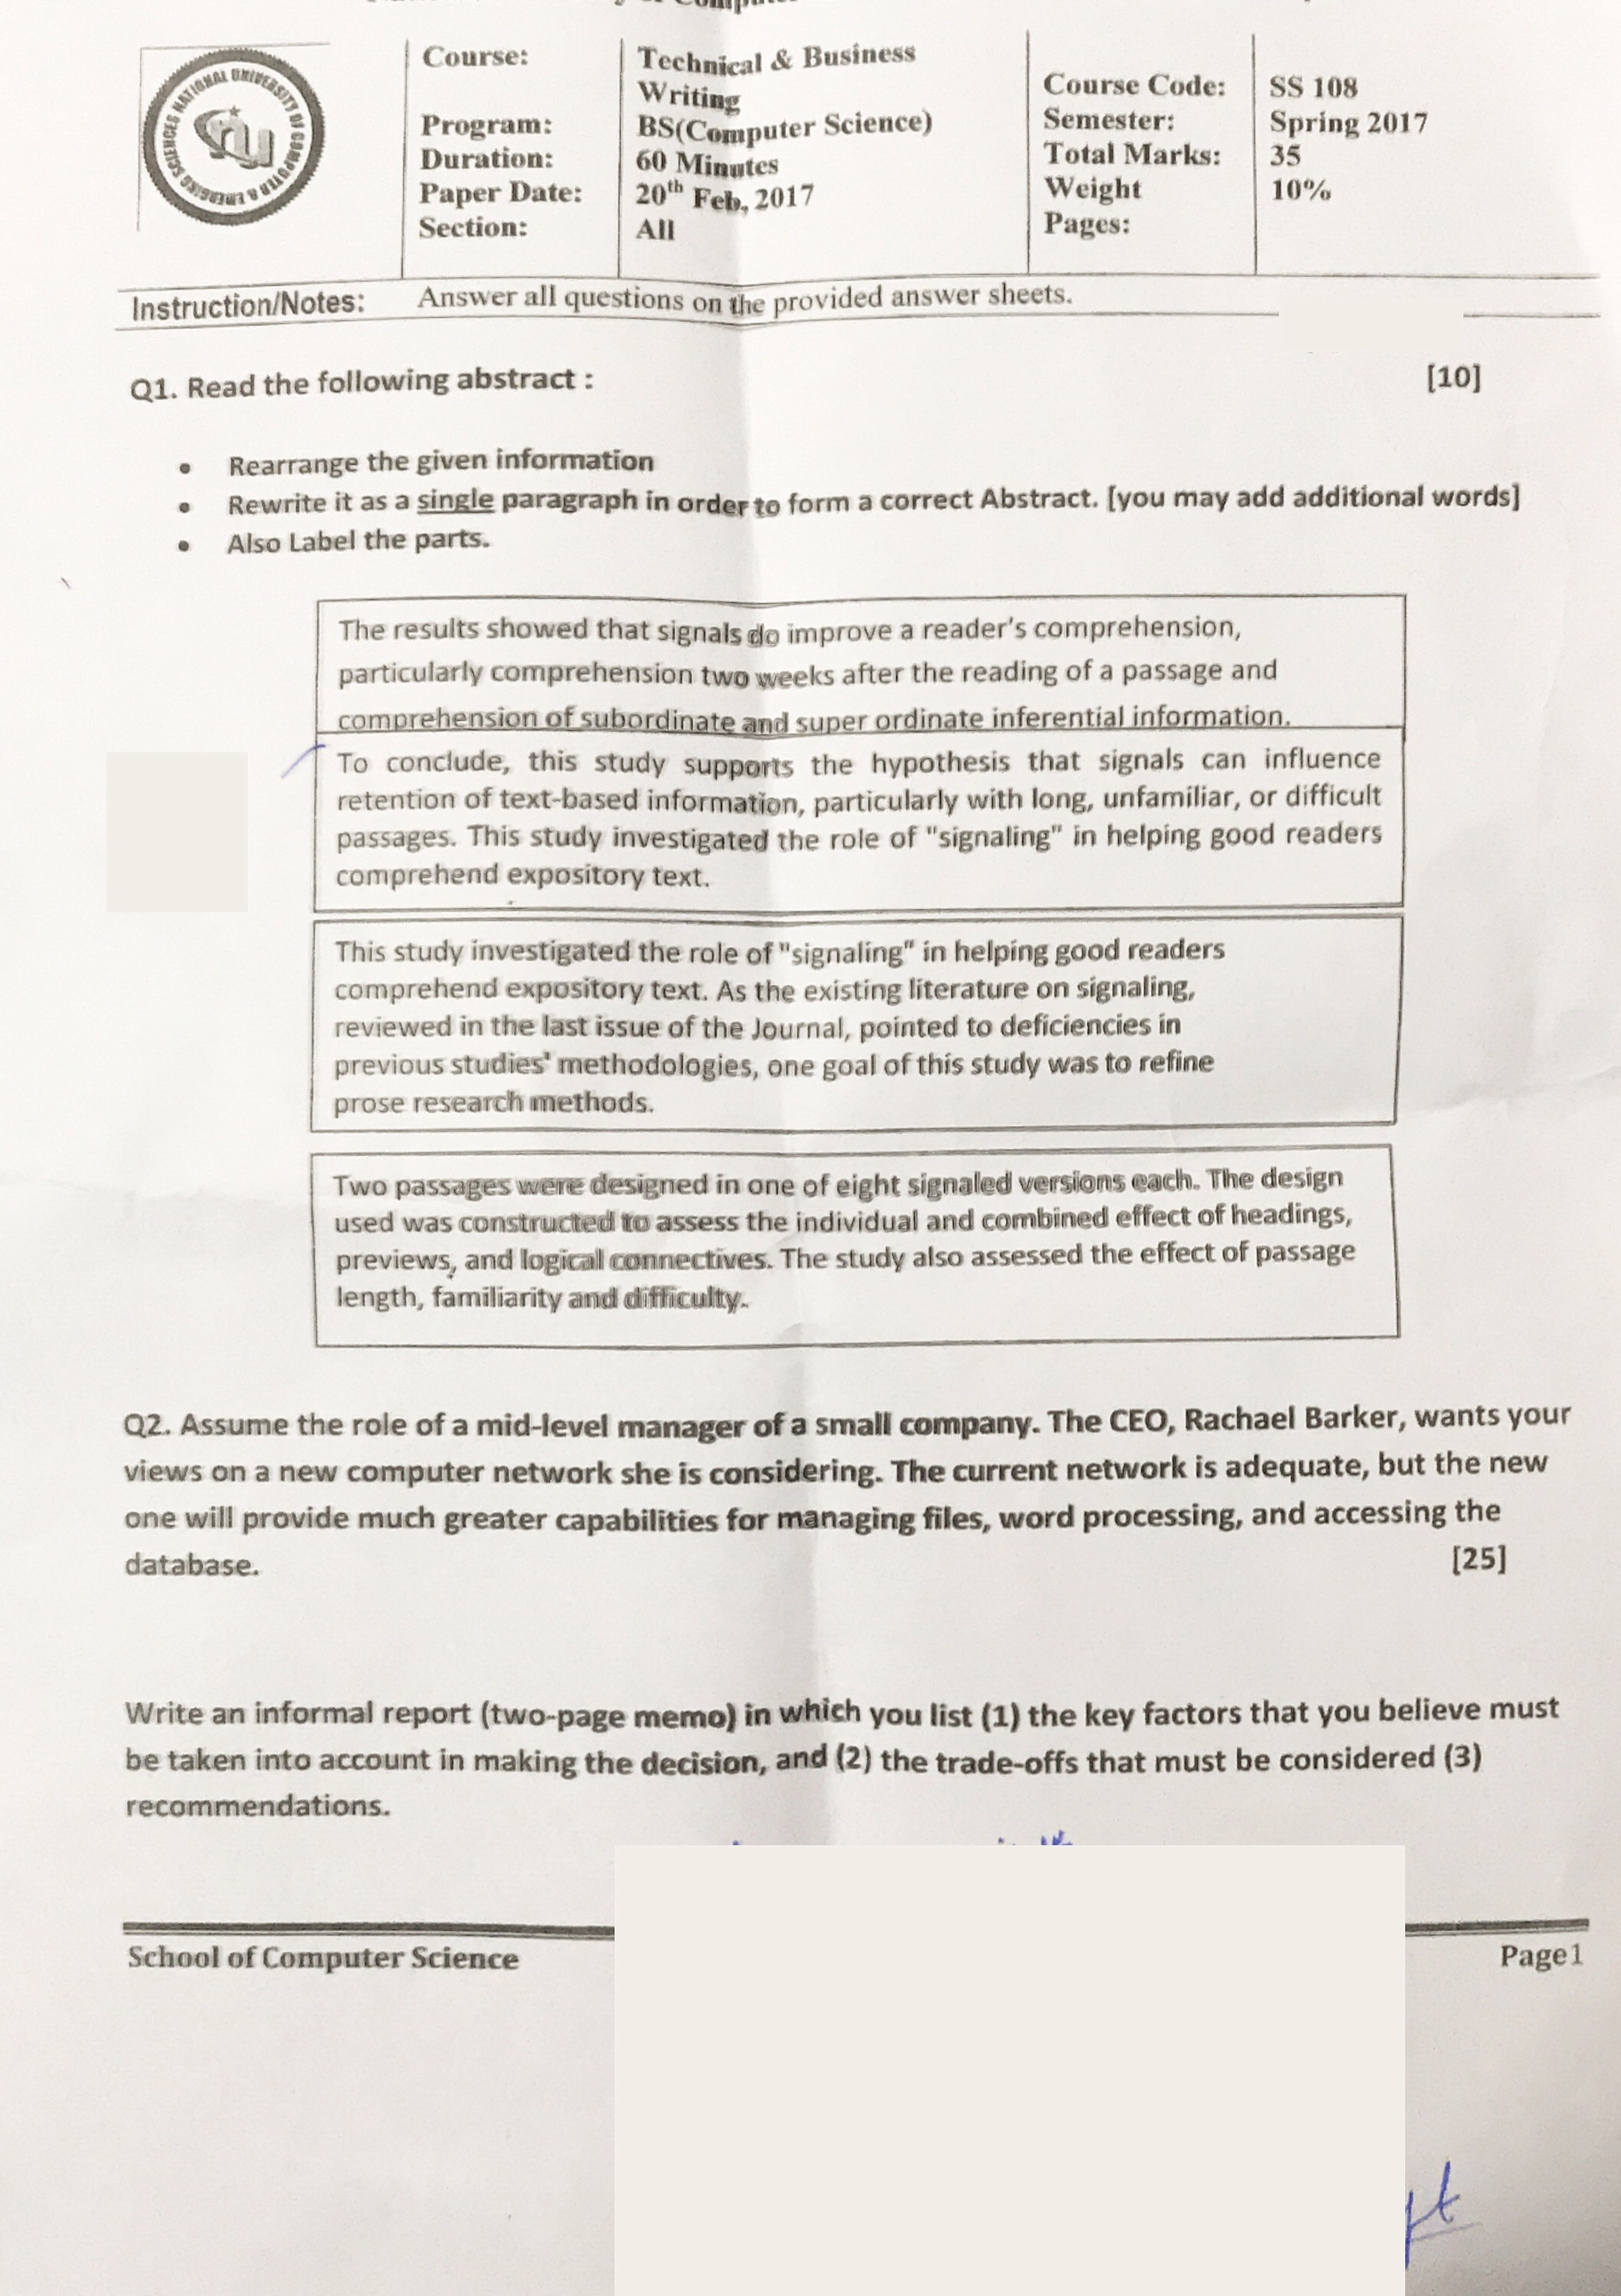 NATIONAL UNIVERSITY OF COMPUTER & EMERGING SCIENCES
Course: Technical & Business Writing
Program: BS(Computer Science)
Duration: 60 Minutes
Paper Date: 20th Feb, 2017
Section: All
Course Code: SS 108
Semester: Spring 2017
Total Marks: 35
Weight 10%
Pages:
Instruction/Notes: Answer all questions on the provided answer sheets.
Q1. Read the following abstract : [10]
• Rearrange the given information
• Rewrite it as a single paragraph in order to form a correct Abstract. [you may add additional words]
• Also Label the parts.
The results showed that signals do improve a reader's comprehension,
particularly comprehension two weeks after the reading of a passage and
comprehension of subordinate and super ordinate inferential information.
To conclude, this study supports the hypothesis that signals can influence
retention of text-based information, particularly with long, unfamiliar, or difficult
passages. This study investigated the role of "signaling" in helping good readers
comprehend expository text.
This study investigated the role of "signaling" in helping good readers
comprehend expository text. As the existing literature on signaling,
reviewed in the last issue of the Journal, pointed to deficiencies in
previous studies' methodologies, one goal of this study was to refine
prose research methods.
Two passages were designed in one of eight signaled versions each. The design
used was constructed to assess the individual and combined effect of headings,
previews, and logical connectives. The study also assessed the effect of passage
length, familiarity and difficulty.
Q2. Assume the role of a mid-level manager of a small company. The CEO, Rachael Barker, wants your
views on a new computer network she is considering. The current network is adequate, but the new
one will provide much greater capabilities for managing files, word processing, and accessing the
database. [25]
Write an informal report (two-page memo) in which you list (1) the key factors that you believe must
be taken into account in making the decision, and (2) the trade-offs that must be considered (3)
recommendations.
School of Computer Science Page1